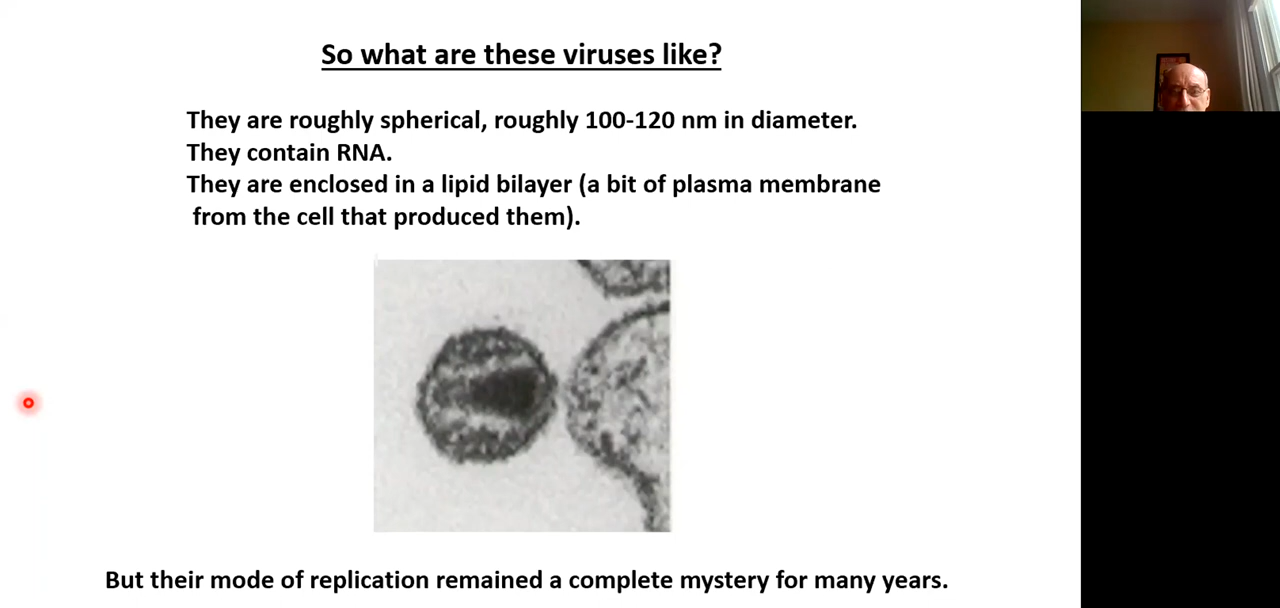 So what are these viruses like?
They are roughly spherical, roughly 100-120 nm in diameter.
They contain RNA.
They are enclosed in a lipid bilayer (a bit of plasma membrane
from the cell that produced them).
But their mode of replication remained a complete mystery for many years.